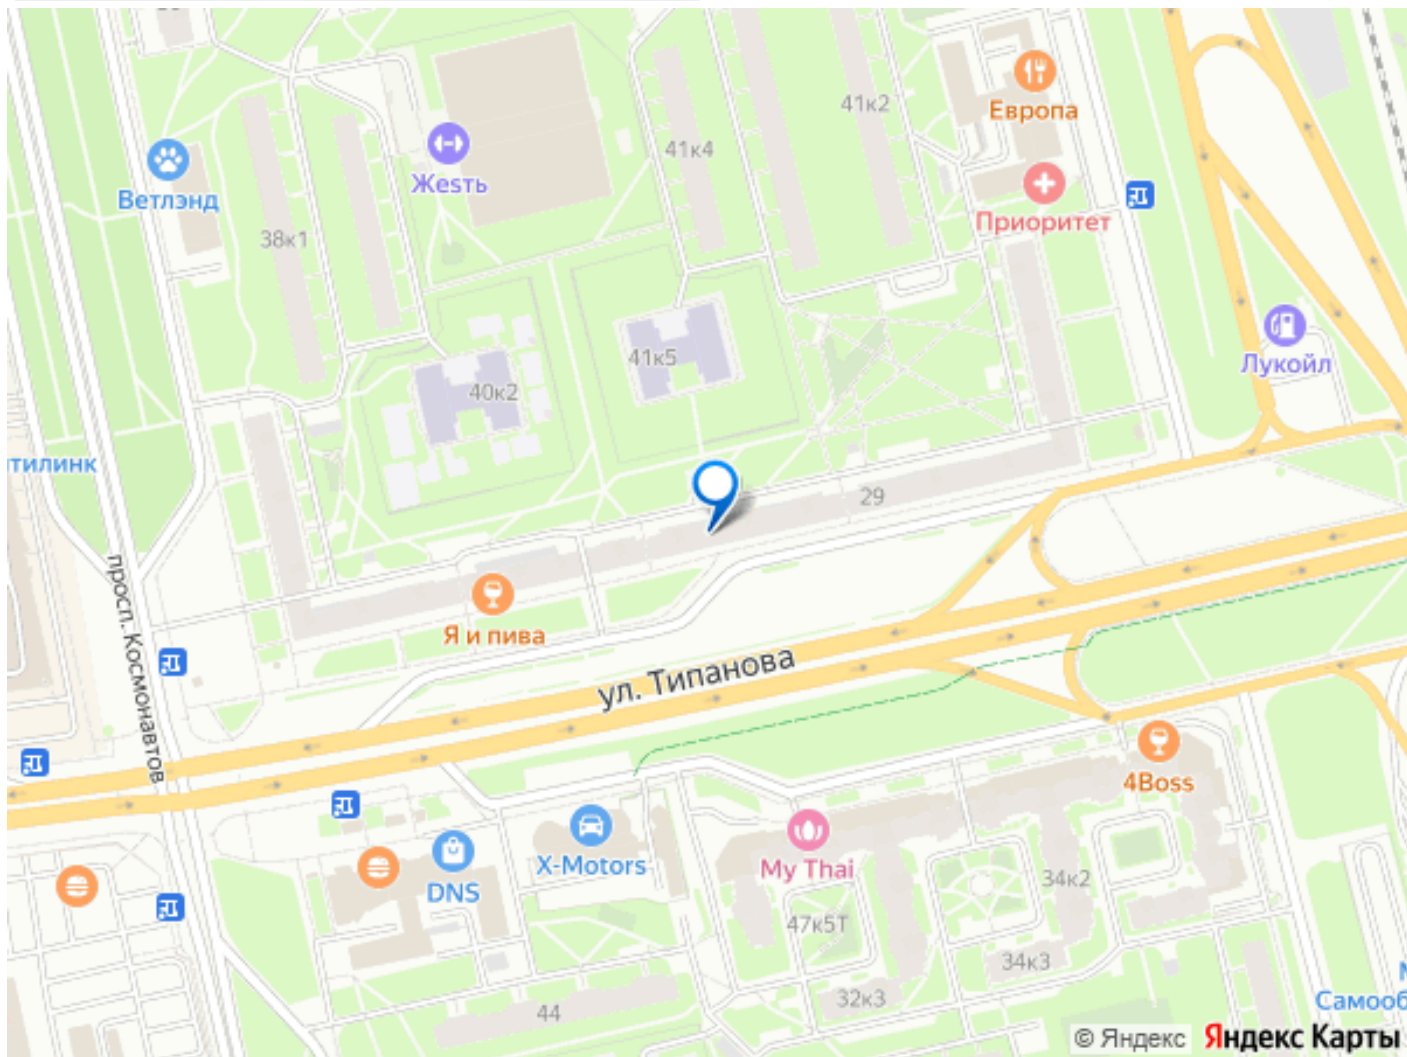 41к2
Европа
41к4
Жеsть
Ветлэнд
Приоритет
38к1
41к5
Лукойл
40к2
тилинк
29
просп. Космонавтов
Я и пива
ул. Типанова
4Boss
X-Motors
My Thai
DNS
34к2
47к5Т
34к3
32к3
44
Самооб
© Яндекс
Яндекс Карты